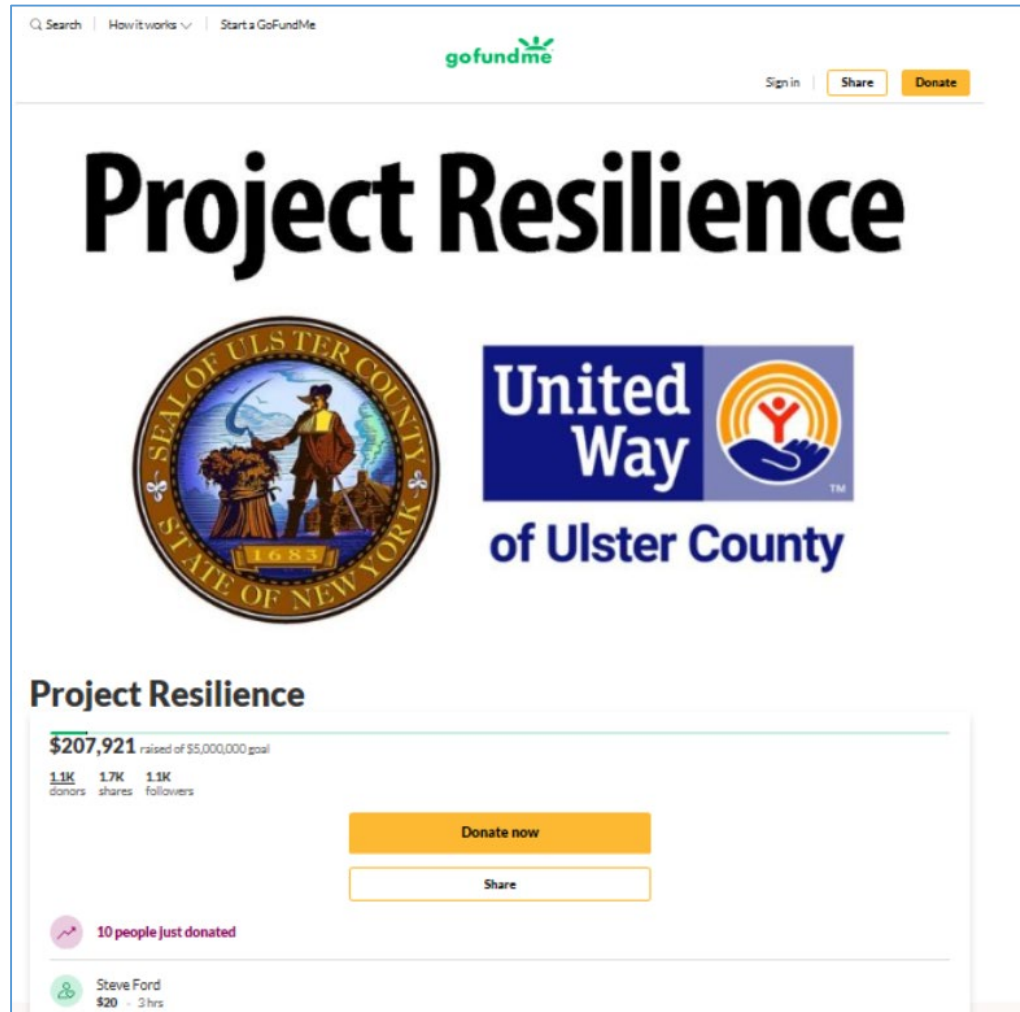 Search How it works Start a GoFundMe
gofundme
Sign in Share Donate
Project Resilience
SEAL OF ULSTER COUNTY
STATE OF NEW YORK
1683
United
Way
TM
of Ulster County
Project Resilience
$207,921 raised of $5,000,000 goal
1.1K 1.7K 1.1K
donors shares followers
Donate now
Share
10 people just donated
Steve Ford
$20 · 3 hrs